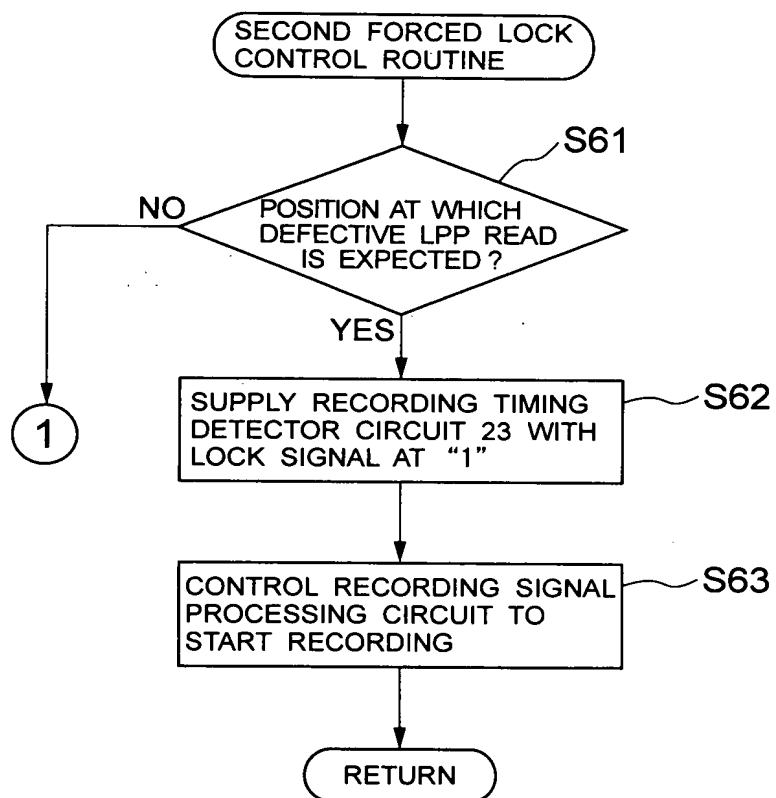 SECOND FORCED LOCK
CONTROL ROUTINE
S61
NO
POSITION AT WHICH
DEFECTIVE LPP READ
IS EXPECTED?
YES
1
SUPPLY RECORDING TIMING
DETECTOR CIRCUIT 23 WITH
LOCK SIGNAL AT “1”
S62
CONTROL RECORDING SIGNAL
PROCESSING CIRCUIT TO
START RECORDING
S63
RETURN